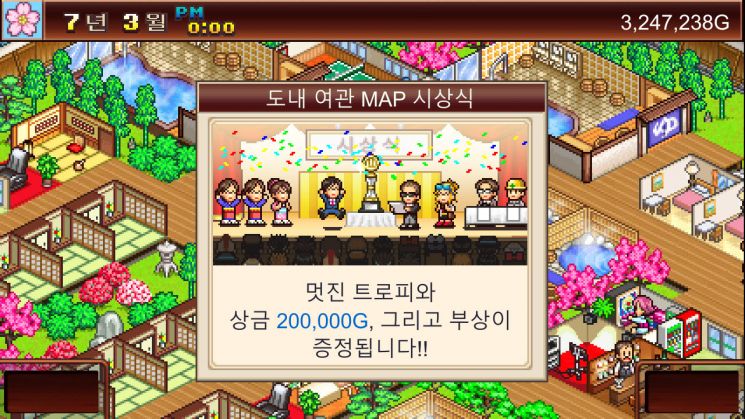 7년 3월 PM 0:00
3,247,238G
도내 여관 MAP 시상식
시상식
멋진 트로피와
상금 200,000G, 그리고 부상이
증정됩니다!!